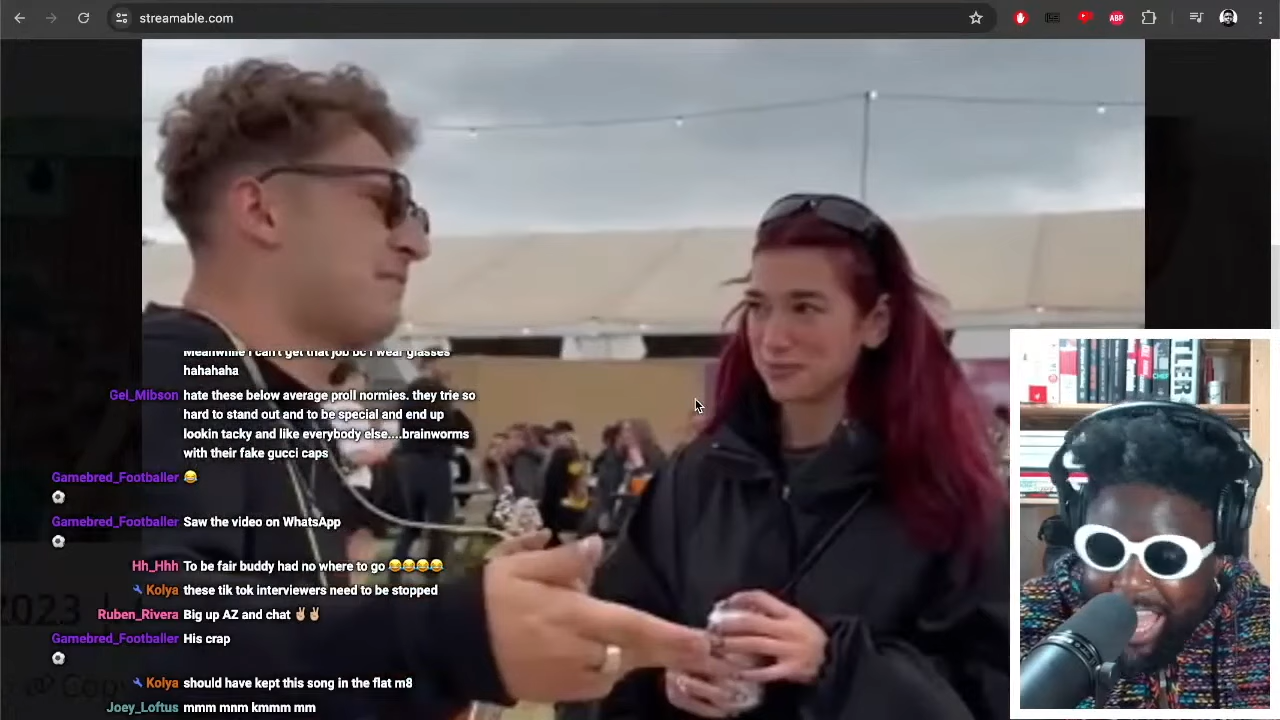 streamable.com
ABP
Meanwhile i can't get that job bc i wear glasses
hahahaha
Gel_Mibson hate these below average proll normies. they trie so
hard to stand out and to be special and end up
lookin tacky and like everybody else....brainworms
with their fake gucci cap
Gamebred_Footballer 😂
⚽
Gamebred_Footballer Saw the video on WhatsApp
⚽
Hh_Hhh To be fair buddy had no where to go 😂😂😂😂
Kolya these tik tok interviewers need to be stopped
Ruben_Rivera Big up AZ and chat ✌🏽✌🏽
Gamebred_Footballer His crap
⚽
Kolya should have kept this song in the flat m8
Joey_Loftus mmm mnm kmmm mm
2023